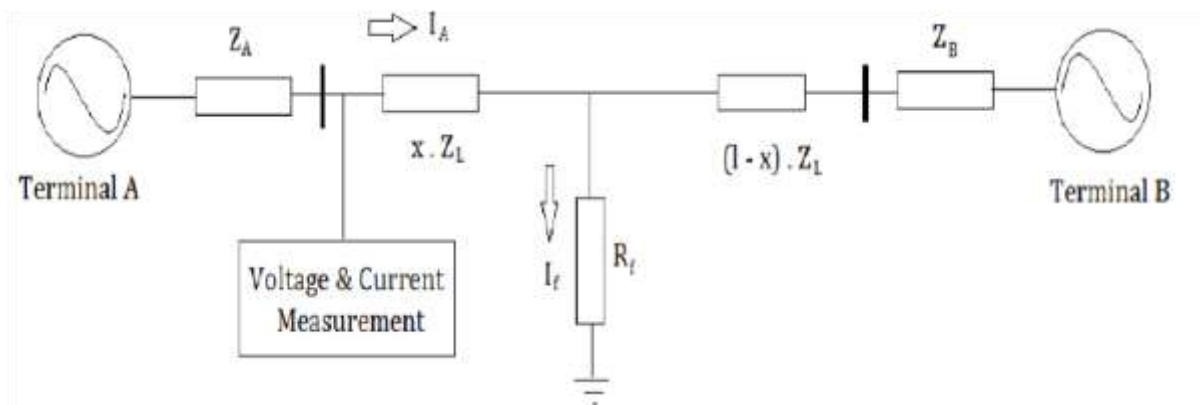 I_A
Z_A
Z_B
x . Z_L
(l - x) . Z_L
Terminal A
Terminal B
Voltage & Current
Measurement
I_f
R_f